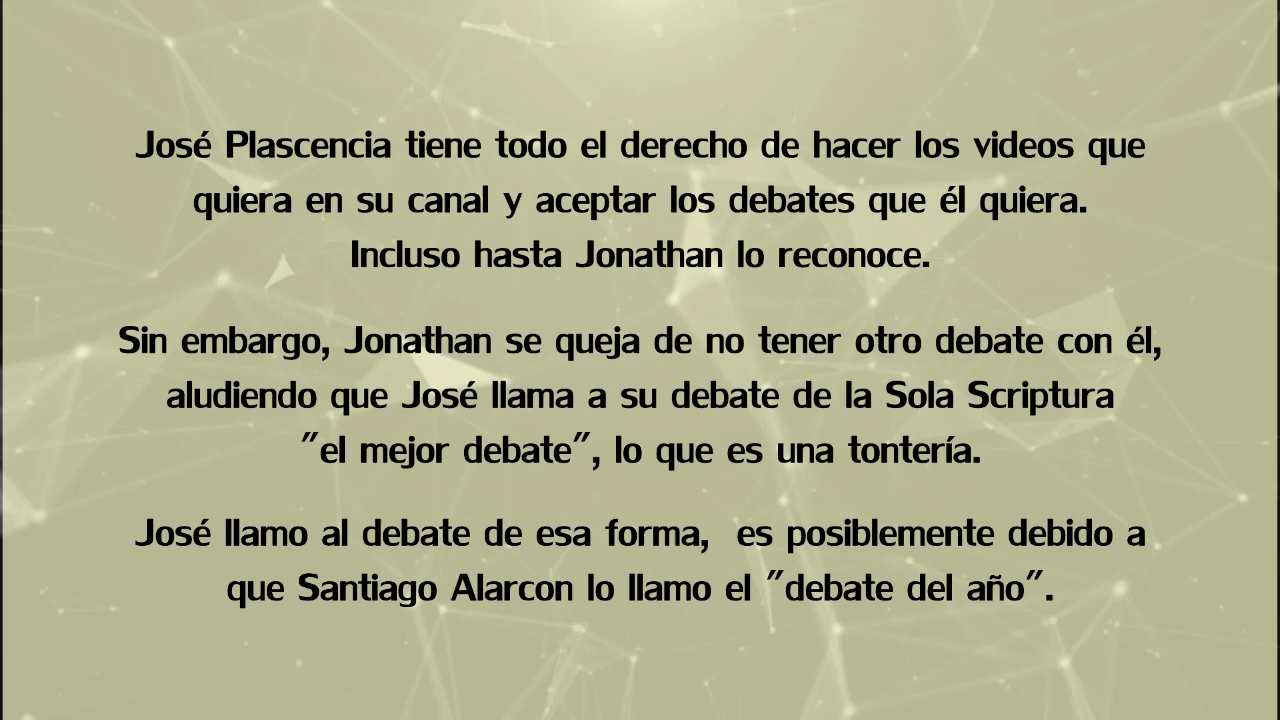 José Plascencia tiene todo el derecho de hacer los videos que
quiera en su canal y aceptar los debates que él quiera.
Incluso hasta Jonathan lo reconoce.
Sin embargo, Jonathan se queja de no tener otro debate con él,
aludiendo que José llama a su debate de la Sola Scriptura
"el mejor debate", lo que es una tontería.
José llamo al debate de esa forma,  es posiblemente debido a
que Santiago Alarcon lo llamo el "debate del año".